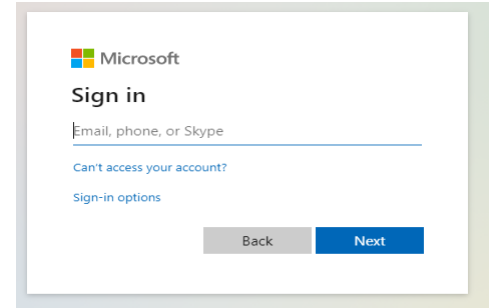 Microsoft
Sign in
Email, phone, or Skype
Can't access your account?
Sign-in options
Back Next